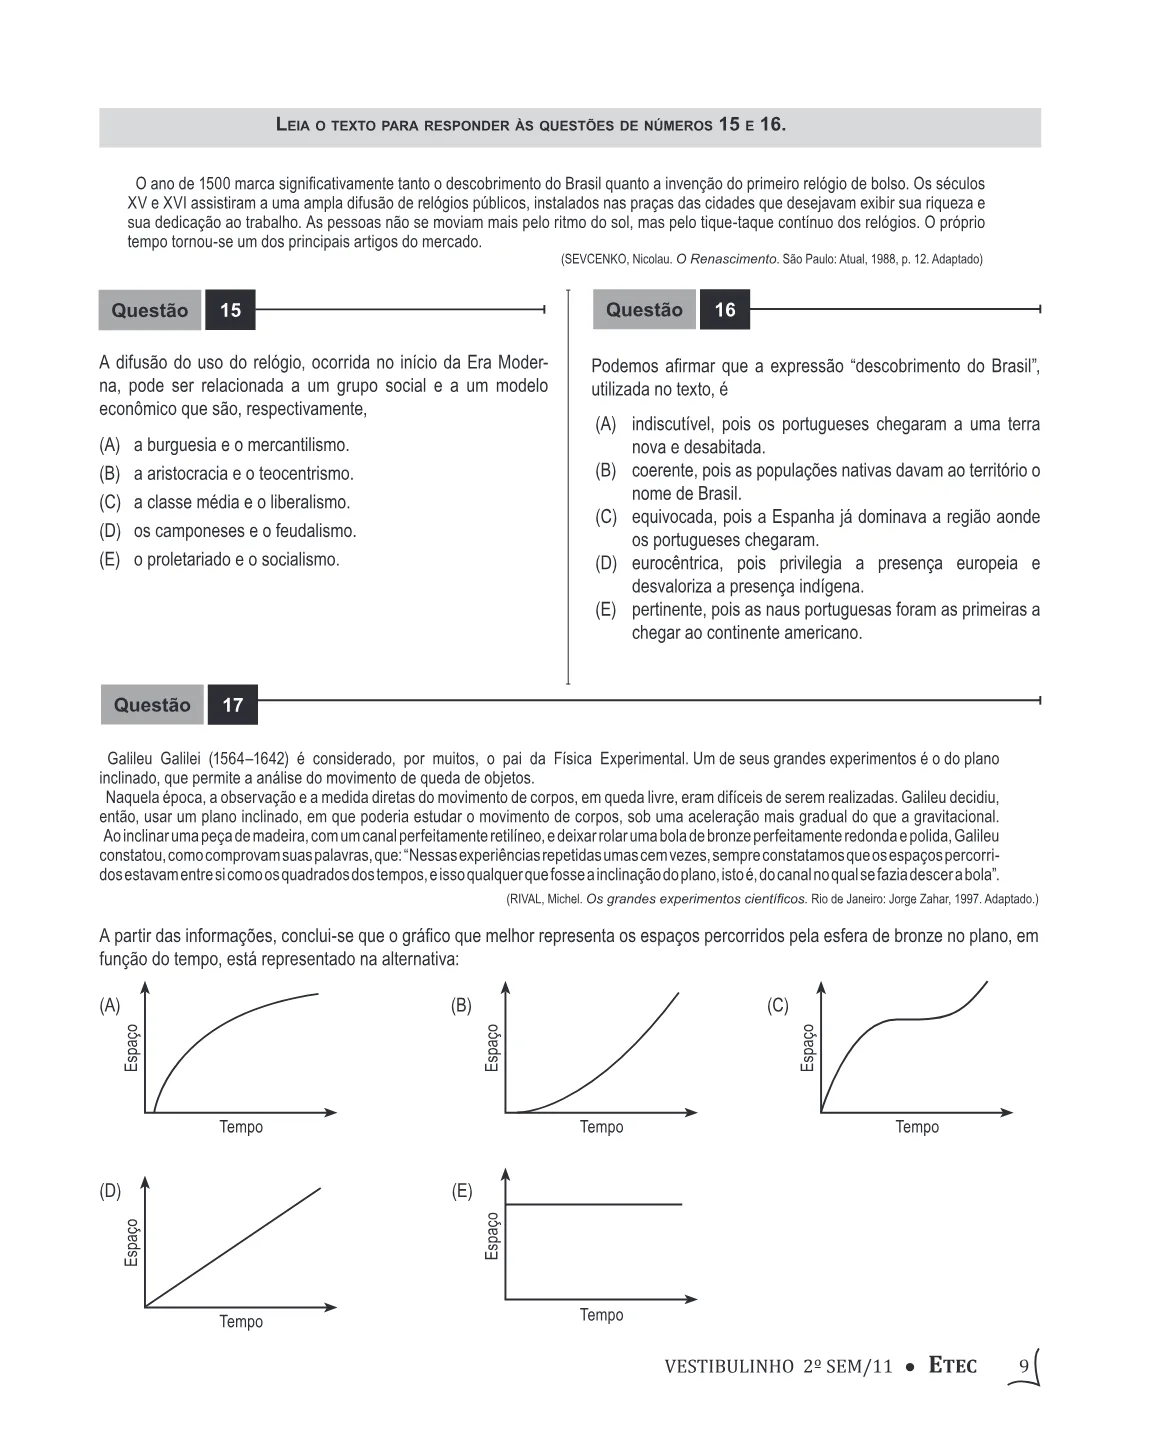 LEIA O TEXTO PARA RESPONDER ÀS QUESTÕES DE NÚMEROS 15 E 16.
O ano de 1500 marca significativamente tanto o descobrimento do Brasil quanto a invenção do primeiro relógio de bolso. Os séculos
XV e XVI assistiram a uma ampla difusão de relógios públicos, instalados nas praças das cidades que desejavam exibir sua riqueza e
sua dedicação ao trabalho. As pessoas não se moviam mais pelo ritmo do sol, mas pelo tique-taque contínuo dos relógios. O próprio
tempo tornou-se um dos principais artigos do mercado.
(SEVCENKO, Nicolau. O Renascimento. São Paulo: Atual, 1988, p. 12. Adaptado)
Questão 15
A difusão do uso do relógio, ocorrida no início da Era Moder-
na, pode ser relacionada a um grupo social e a um modelo
econômico que são, respectivamente,
(A) a burguesia e o mercantilismo.
(B) a aristocracia e o teocentrismo.
(C) a classe média e o liberalismo.
(D) os camponeses e o feudalismo.
(E) o proletariado e o socialismo.
Questão 16
Podemos afirmar que a expressão “descobrimento do Brasil”,
utilizada no texto, é
(A) indiscutível, pois os portugueses chegaram a uma terra
nova e desabitada.
(B) coerente, pois as populações nativas davam ao território o
nome de Brasil.
(C) equivocada, pois a Espanha já dominava a região aonde
os portugueses chegaram.
(D) eurocêntrica, pois privilegia a presença europeia e
desvaloriza a presença indígena.
(E) pertinente, pois as naus portuguesas foram as primeiras a
chegar ao continente americano.
Questão 17
Galileu Galilei (1564–1642) é considerado, por muitos, o pai da Física Experimental. Um de seus grandes experimentos é o do plano
inclinado, que permite a análise do movimento de queda de objetos.
Naquela época, a observação e a medida diretas do movimento de corpos, em queda livre, eram difíceis de serem realizadas. Galileu decidiu,
então, usar um plano inclinado, em que poderia estudar o movimento de corpos, sob uma aceleração mais gradual do que a gravitacional.
Ao inclinar uma peça de madeira, com um canal perfeitamente retilíneo, e deixar rolar uma bola de bronze perfeitamente redonda e polida, Galileu
constatou, como comprovam suas palavras, que: “Nessas experiências repetidas umas cem vezes, sempre constatamos que os espaços percorri-
dos estavam entre si como os quadrados dos tempos, e isso qualquer que fosse a inclinação do plano, isto é, do canal no qual se fazia descer a bola”.
(RIVAL, Michel. Os grandes experimentos científicos. Rio de Janeiro: Jorge Zahar, 1997. Adaptado.)
A partir das informações, conclui-se que o gráfico que melhor representa os espaços percorridos pela esfera de bronze no plano, em
função do tempo, está representado na alternativa:
(A) Espaço Tempo
(B) Espaço Tempo
(C) Espaço Tempo
(D) Espaço Tempo
(E) Espaço Tempo
VESTIBULINHO 2º SEM/11 • ETEC 9